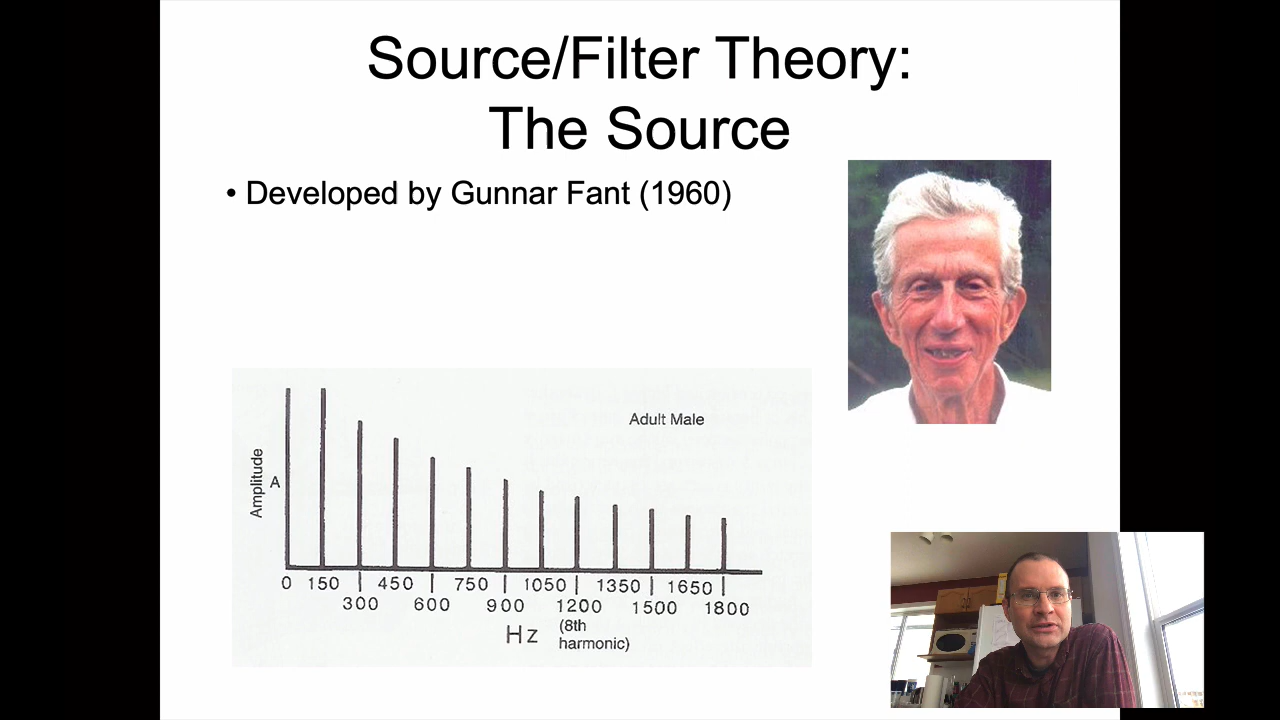 Source/Filter Theory:
The Source
• Developed by Gunnar Fant (1960)
Adult Male
Amplitude
A
0 150 450 750 1050 1350 1650
300 600 900 1200 1500 1800
Hz
(8th
harmonic)